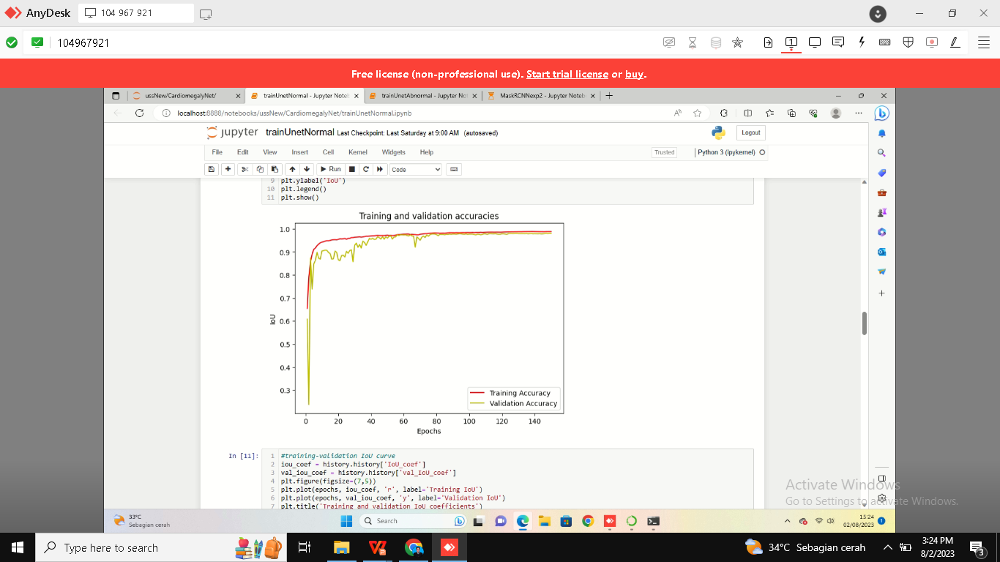 AnyDesk
104 967 921
104967921
Free license (non-professional use). Start trial license or buy.
ussNew/CardiomegalyNet/
trainUnetNormal - Jupyter Noteb
trainUnetAbnormal - Jupyter Not
MaskRCNNexp2 - Jupyter Notebo
localhost:8888/notebooks/ussNew/CardiomegalyNet/trainUnetNormal.ipynb
jupyter trainUnetNormal Last Checkpoint: Last Saturday at 9:00 AM (autosaved)
Logout
File Edit View Insert Cell Kernel Widgets Help
Trusted
Python 3 (ipykernel)
Run
Code
9 plt.ylabel('IoU')
10 plt.legend()
11 plt.show()
Training and validation accuracies
1.0
0.9
0.8
0.7
0.6
0.5
0.4
0.3
IoU
Training Accuracy
Validation Accuracy
0 20 40 60 80 100 120 140
Epochs
In [11]:
1 #training-validation IoU curve
2 iou_coef = history.history['IoU_coef']
3 val_iou_coef = history.history['val_IoU_coef']
4 plt.figure(figsize=(7,5))
5 plt.plot(epochs, iou_coef, 'r', label='Training IoU')
6 plt.plot(epochs, val_iou_coef, 'y', label='Validation IoU')
7 plt.title('Training and validation IoU coefficients')
Activate Windows
Go to Settings to activate Windows.
33°C
Sebagian cerah
Search
15:24
02/08/2023
1
Type here to search
34°C Sebagian cerah
3:24 PM
8/2/2023
3